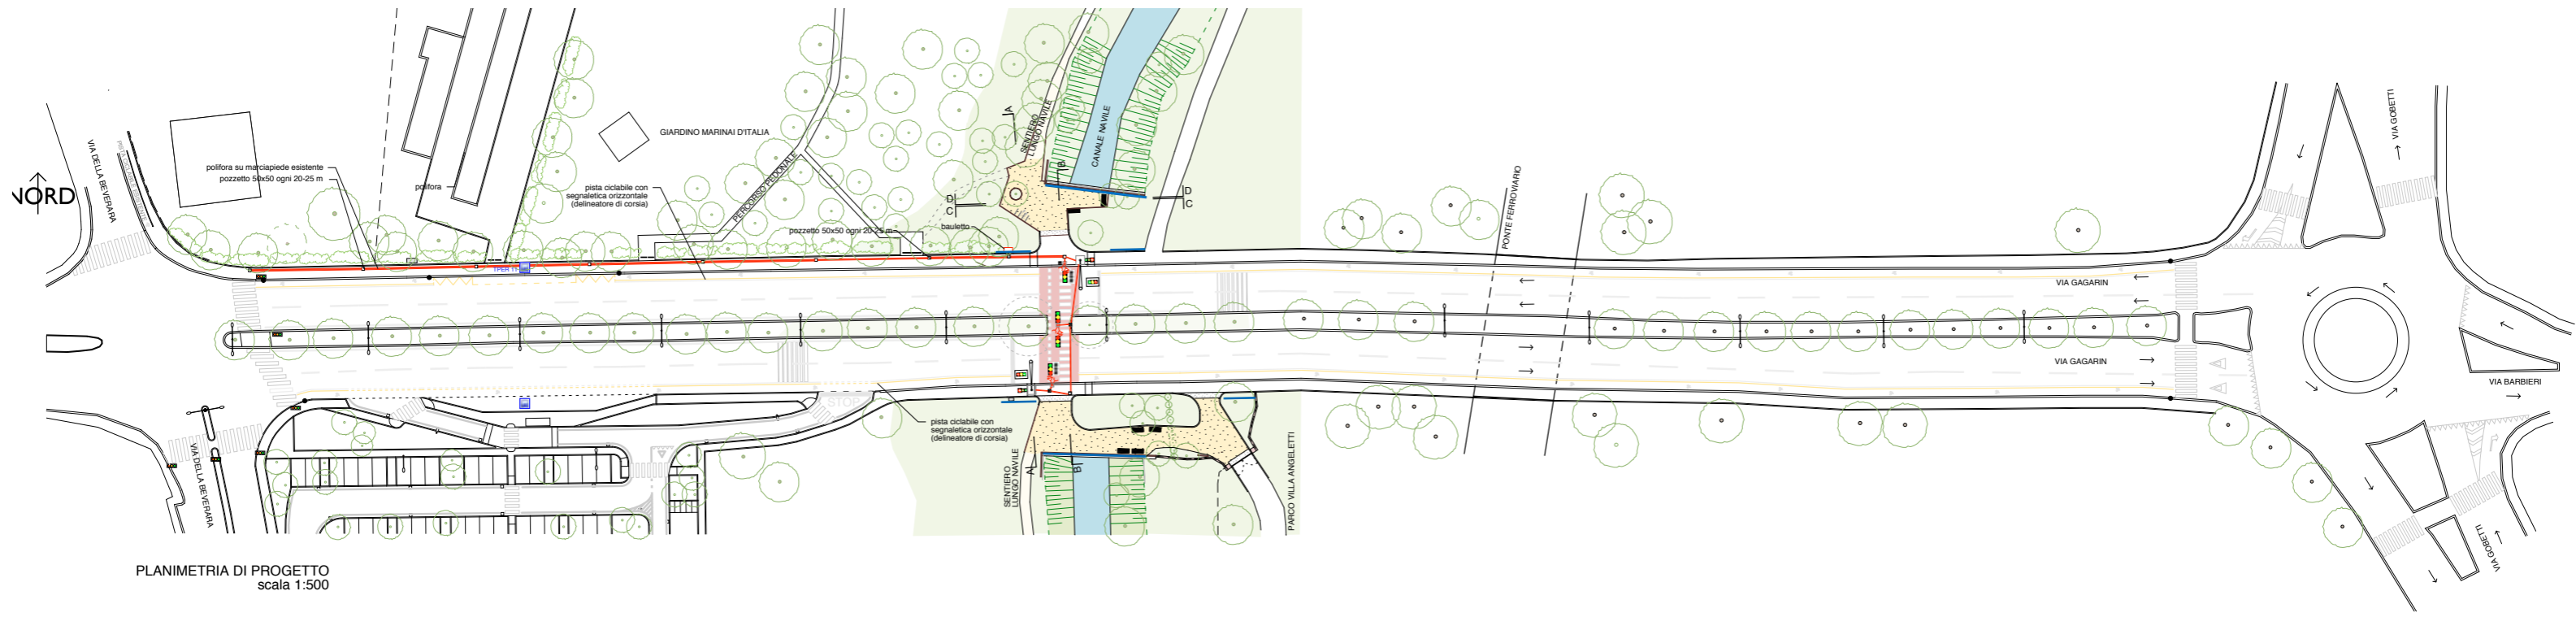 NORD
VIA DELLA BEVERARA
polifora su marciapiede esistente
pozzetto 50x50 ogni 20-25 m
polifora
pista ciclabile con
segnaletica orizzontale
(delineatore di corsia)
GIARDINO MARINAI D'ITALIA
PERCORSO PEDONALE
pozzetto 50x50 ogni 20-25 m
bauletto
A
SENTIERO
LUNGO NAVILE
B
CANALE NAVILE
D
C
D
C
PONTE FERROVIARIO
VIA GOBETTI
VIA GAGARIN
VIA GAGARIN
VIA BARBIERI
STOP
pista ciclabile con
segnaletica orizzontale
(delineatore di corsia)
VIA DELLA BEVERARA
SENTIERO
LUNGO NAVILE
A
B
PARCO VILLA ANGELETTI
VIA GOBETTI
PLANIMETRIA DI PROGETTO
scala 1:500